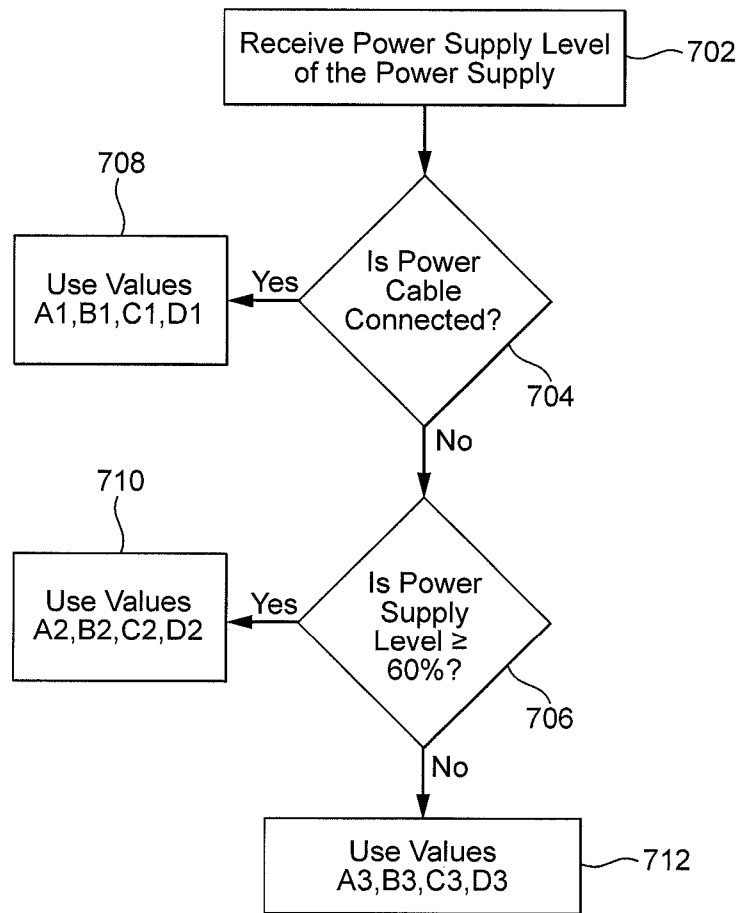 Receive Power Supply Level
of the Power Supply
702
708
Use Values
A1,B1,C1,D1
Yes
Is Power
Cable
Connected?
704
No
710
Use Values
A2,B2,C2,D2
Yes
Is Power
Supply
Level ≥
60%?
706
No
Use Values
A3,B3,C3,D3
712